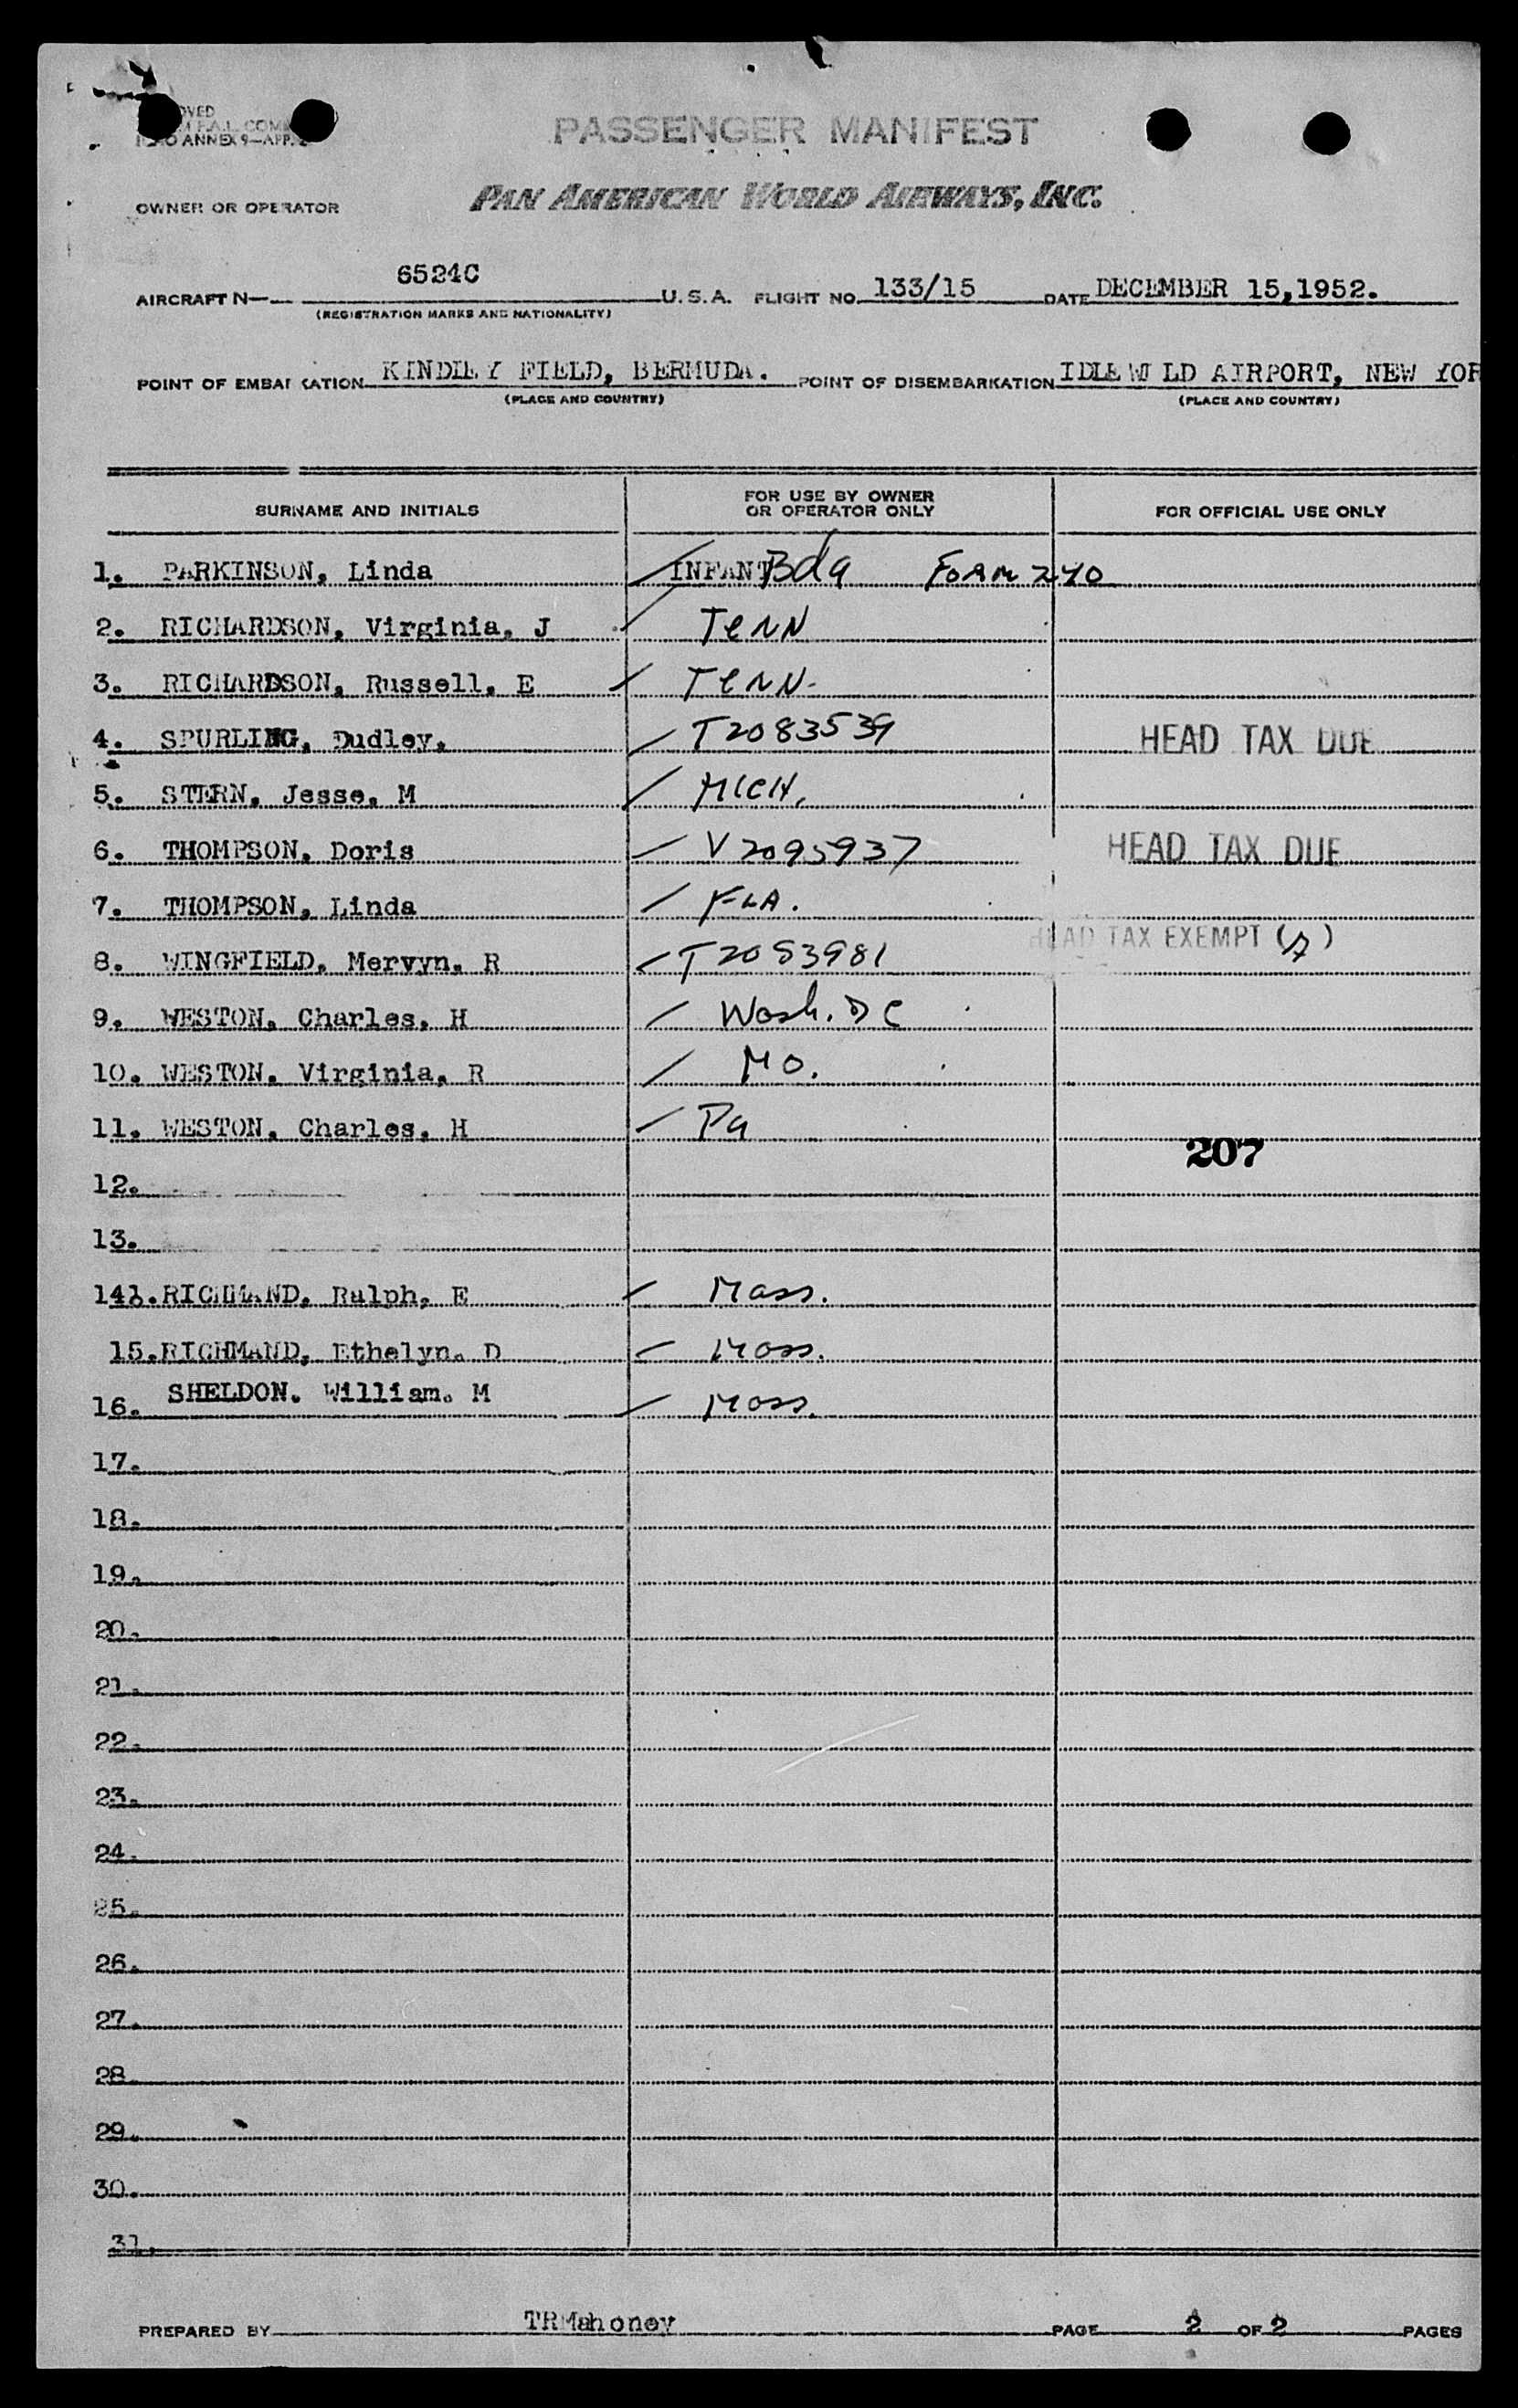 PASSENGER MANIFEST
ANNEX 9—APP.
OWNER OR OPERATOR PAN AMERICAN WORLD AIRWAYS, INC.
AIRCRAFT N— 6524C U.S.A. FLIGHT NO. 133/15 DATE DECEMBER 15,1952.
(REGISTRATION MARKS AND NATIONALITY)
POINT OF EMBARKATION KINDLEY FIELD, BERMUDA. POINT OF DISEMBARKATION IDLEWILD AIRPORT, NEW YOR
(PLACE AND COUNTRY) (PLACE AND COUNTRY)
SURNAME AND INITIALS FOR USE BY OWNER OR OPERATOR ONLY FOR OFFICIAL USE ONLY
1. PARKINSON, Linda INFANT Bda FORM 240
2. RICHARDSON, Virginia, J TENN
3. RICHARDSON, Russell, E TENN.
4. SPURLING, Dudley, T2083539 HEAD TAX DUE
5. STERN, Jesse, M MICH.
6. THOMPSON, Doris V2095937 HEAD TAX DUE
7. THOMPSON, Linda FLA.
8. WINGFIELD, Mervyn, R T2083981 HEAD TAX EXEMPT
9. WESTON, Charles, H Wash. DC
10. WESTON, Virginia, R MO.
11. WESTON, Charles, H Pa
207
12.
13.
14. RICHMAND, Ralph, E Mass.
15. RICHMAND, Ethelyn, D Mass.
16. SHELDON. William. M Mass.
17.
18.
19.
20.
21.
22.
23.
24.
25.
26.
27.
28.
29.
30.
31.
PREPARED BY TRMahoney PAGE 2 OF 2 PAGES